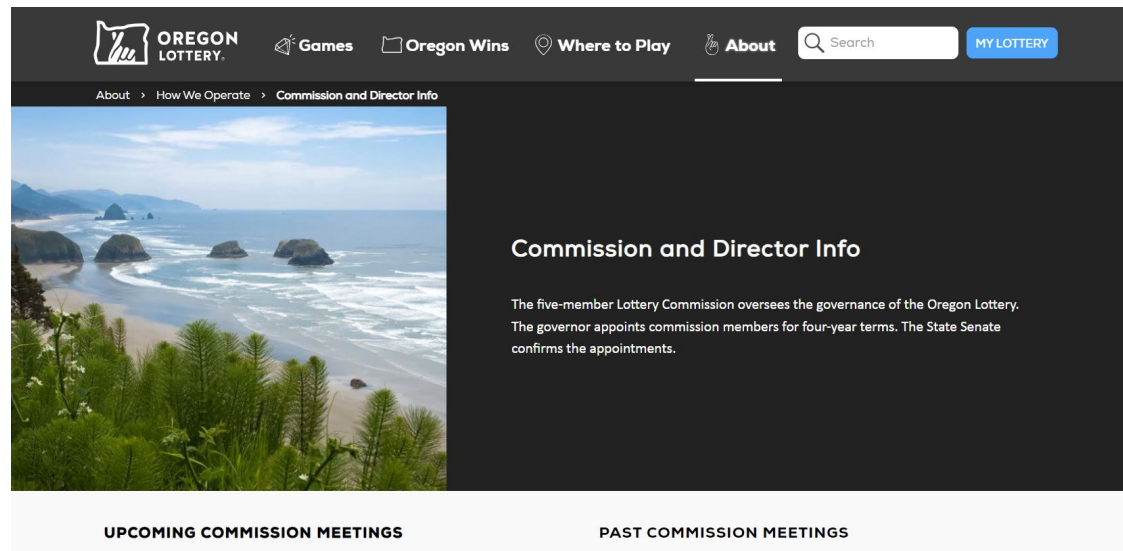 OREGON
LOTTERY.
Games
Oregon Wins
Where to Play
About
Search
MY LOTTERY
About › How We Operate › Commission and Director Info
Commission and Director Info
The five-member Lottery Commission oversees the governance of the Oregon Lottery.
The governor appoints commission members for four-year terms. The State Senate
confirms the appointments.
UPCOMING COMMISSION MEETINGS
PAST COMMISSION MEETINGS